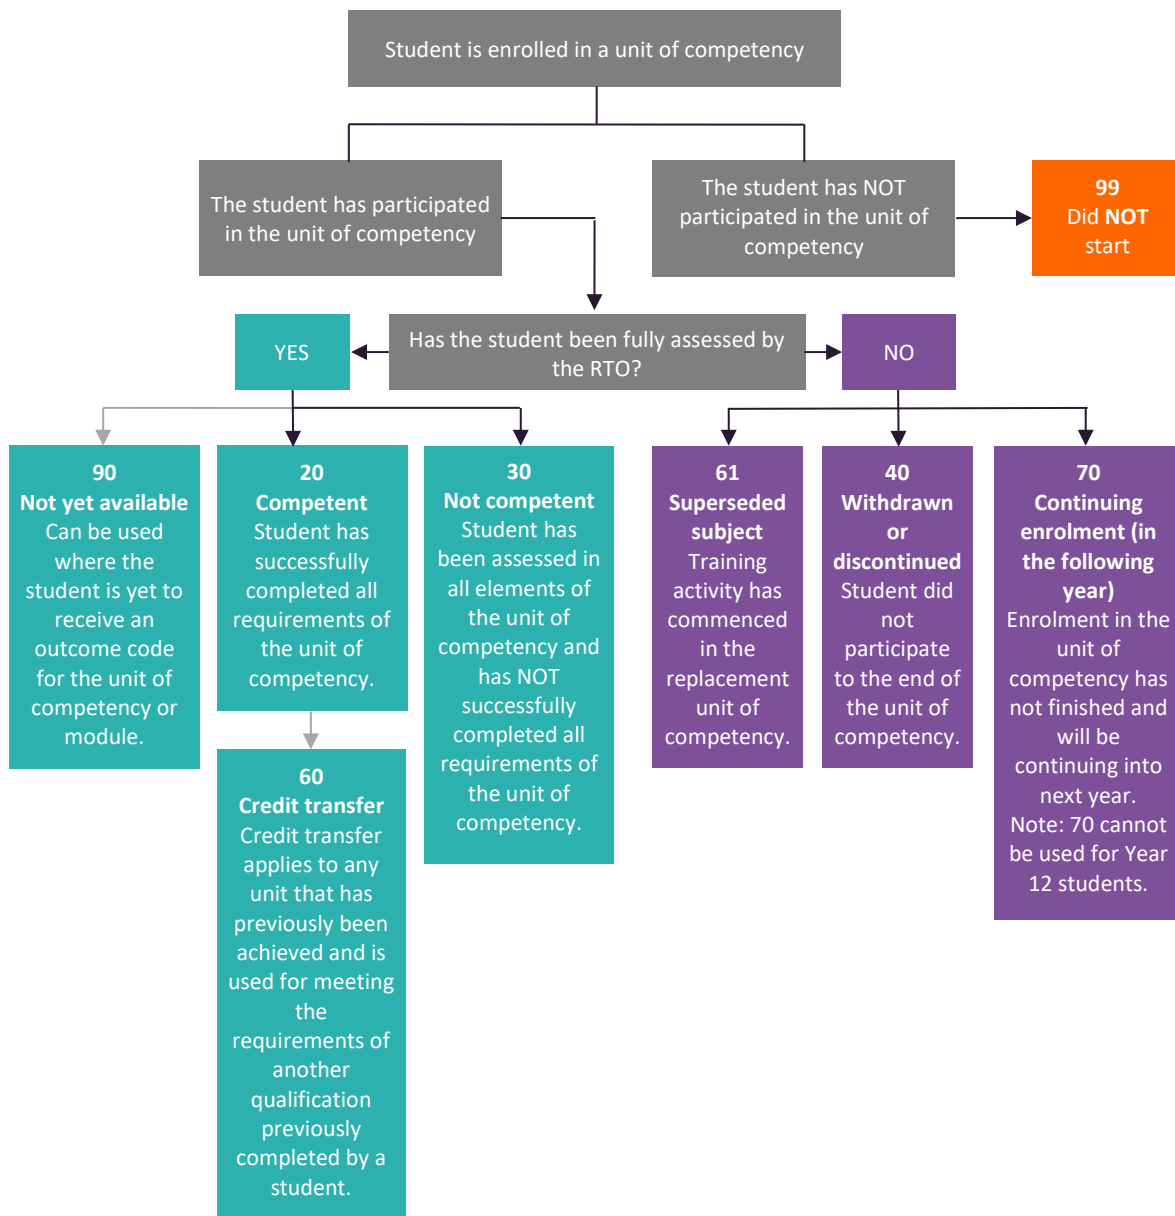 Student is enrolled in a unit of competency
The student has participated
in the unit of competency
The student has NOT
participated in the unit of
competency
99
Did NOT
start
YES
Has the student been fully assessed by
the RTO?
NO
90
Not yet available
Can be used
where the
student is yet to
receive an
outcome code
for the unit of
competency or
module.
20
Competent
Student has
successfully
completed all
requirements of
the unit of
competency.
30
Not competent
Student has
been assessed in
all elements of
the unit of
competency and
has NOT
successfully
completed all
requirements of
the unit of
competency.
61
Superseded
subject
Training
activity has
commenced
in the
replacement
unit of
competency.
40
Withdrawn
or
discontinued
Student did
not
participate
to the end of
the unit of
competency.
70
Continuing
enrolment (in
the following
year)
Enrolment in the
unit of
competency has
not finished and
will be
continuing into
next year.
Note: 70 cannot
be used for Year
12 students.
60
Credit transfer
Credit transfer
applies to any
unit that has
previously been
achieved and is
used for meeting
the
requirements of
another
qualification
previously
completed by a
student.